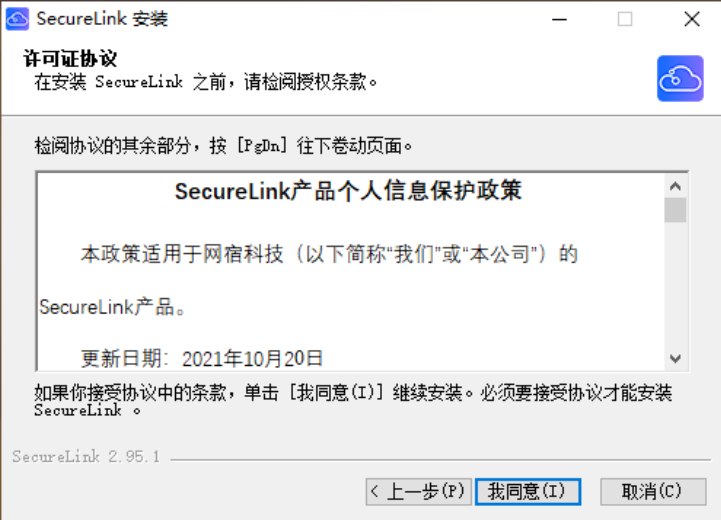 SecureLink 安装
许可证协议
在安装 SecureLink 之前，请检阅授权条款。
检阅协议的其余部分，按 [PgDn] 往下卷动页面。
SecureLink产品个人信息保护政策
本政策适用于网宿科技（以下简称“我们”或“本公司”）的
SecureLink产品。
更新日期：2021年10月20日
如果你接受协议中的条款，单击 [我同意(I)] 继续安装。必须要接受协议才能安装
SecureLink 。
SecureLink 2.95.1
< 上一步(P)
我同意(I)
取消(C)